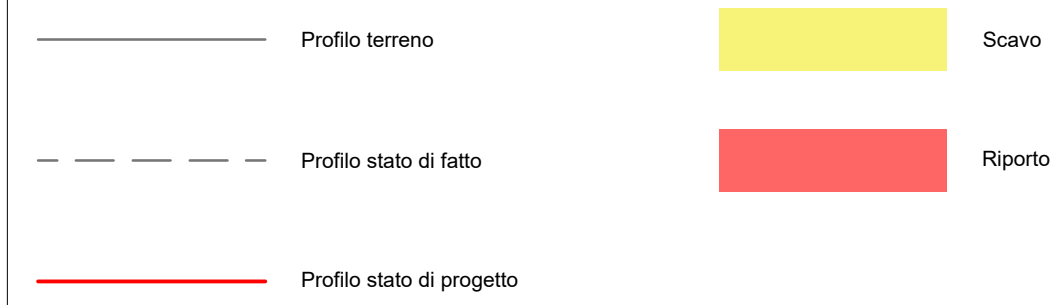 Profilo terreno
Profilo stato di fatto
Profilo stato di progetto
Scavo
Riporto